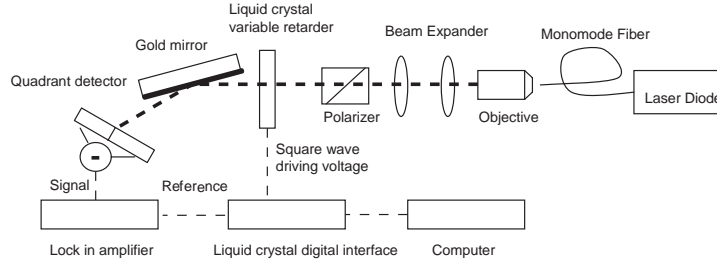 Liquid crystal
variable retarder
Gold mirror
Quadrant detector
Beam Expander
Monomode Fiber
Laser Diode
Polarizer
Objective
Square wave
driving voltage
Signal
Reference
Lock in amplifier
Liquid crystal digital interface
Computer